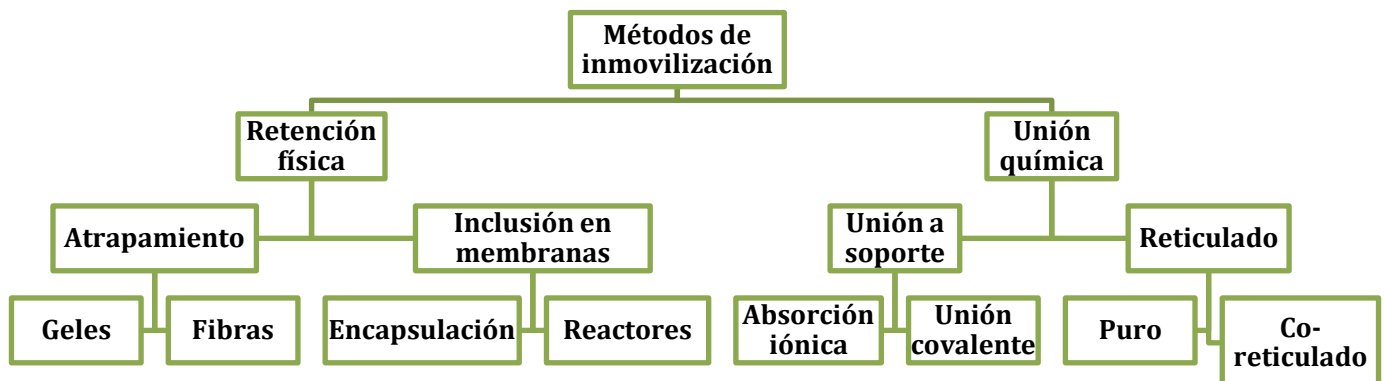 Métodos de
inmovilización
Retención
física
Unión
química
Atrapamiento
Inclusión en
membranas
Unión a
soporte
Reticulado
Geles
Fibras
Encapsulación
Reactores
Absorción
iónica
Unión
covalente
Puro
Co-
reticulado